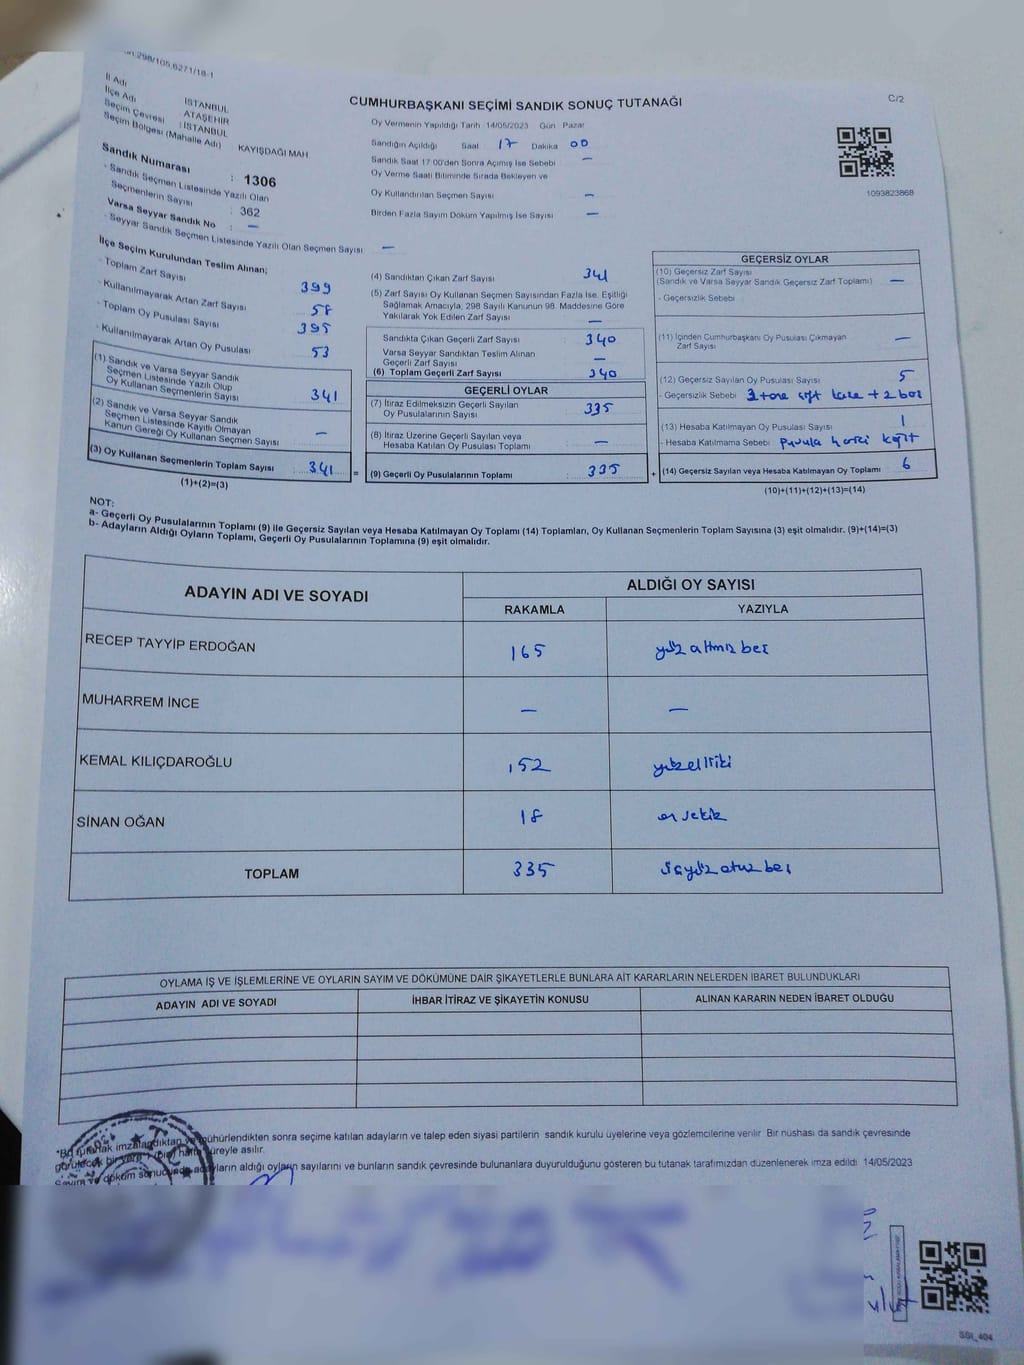 298/105.6271/18-1
CUMHURBAŞKANI SEÇİMİ SANDIK SONUÇ TUTANAĞI
C/2
İl Adı İSTANBUL
İlçe Adı ATAŞEHİR
Seçim Çevresi : İSTANBUL
Seçim Bölgesi (Mahalle Adı) KAYIŞDAĞI MAH.
Sandık Numarası : 1306
- Sandık Seçmen Listesinde Yazılı Olan
Seçmenlerin Sayısı : 362
Varsa Seyyar Sandık No : —
- Seyyar Sandık Seçmen Listesinde Yazılı Olan Seçmen Sayısı —
Oy Vermenin Yapıldığı Tarih 14/05/2023 Gün Pazar
Sandığın Açıldığı Saat 17 Dakika 00
Sandık Saat 17:00'den Sonra Açımış İse Sebebi —
Oy Verme Saati Bitiminde Sırada Bekleyen ve
Oy Kullandırılan Seçmen Sayısı —
Birden Fazla Sayım Döküm Yapılmış İse Sayısı —
1093823868
İlçe Seçim Kurulundan Teslim Alınan;
- Toplam Zarf Sayısı 399
- Kullanılmayarak Artan Zarf Sayısı 58
- Toplam Oy Pusulası Sayısı 395
- Kullanılmayarak Artan Oy Pusulası 53
(1) Sandık ve Varsa Seyyar Sandık
Seçmen Listesinde Yazılı Olup
Oy Kullanan Seçmenlerin Sayısı 341
(2) Sandık ve Varsa Seyyar Sandık
Seçmen Listesinde Kayıtlı Olmayan
Kanun Gereği Oy Kullanan Seçmen Sayısı —
(3) Oy Kullanan Seçmenlerin Toplam Sayısı 341 =
(1)+(2)=(3)
(4) Sandıktan Çıkan Zarf Sayısı 341
(5) Zarf Sayısı Oy Kullanan Seçmen Sayısından Fazla İse, Eşitliği
Sağlamak Amacıyla, 298 Sayılı Kanunun 98. Maddesine Göre
Yakılarak Yok Edilen Zarf Sayısı —
Sandıkta Çıkan Geçerli Zarf Sayısı : 340
Varsa Seyyar Sandıktan Teslim Alınan
Geçerli Zarf Sayısı —
(6) Toplam Geçerli Zarf Sayısı : 340
GEÇERLİ OYLAR
(7) İtiraz Edilmeksizin Geçerli Sayılan
Oy Pusulalarının Sayısı : 335
(8) İtiraz Üzerine Geçerli Sayılan veya
Hesaba Katılan Oy Pusulası Toplamı : —
(9) Geçerli Oy Pusulalarının Toplamı : 335 +
GEÇERSİZ OYLAR
(10) Geçersiz Zarf Sayısı
(Sandık ve Varsa Seyyar Sandık Geçersiz Zarf Toplamı) —
- Geçersizlik Sebebi
(11) İçinden Cumhurbaşkanı Oy Pusulası Çıkmayan
Zarf Sayısı —
(12) Geçersiz Sayılan Oy Pusulası Sayısı 5
- Geçersizlik Sebebi 3 tane çift kaşe + 2 boş
(13) Hesaba Katılmayan Oy Pusulası Sayısı 1
- Hesaba Katılmama Sebebi pusula harici kağıt
(14) Geçersiz Sayılan veya Hesaba Katılmayan Oy Toplamı 6
(10)+(11)+(12)+(13)=(14)
NOT:
a- Geçerli Oy Pusulalarının Toplamı (9) ile Geçersiz Sayılan veya Hesaba Katılmayan Oy Toplamı (14) Toplamları, Oy Kullanan Seçmenlerin Toplam Sayısına (3) eşit olmalıdır. (9)+(14)=(3)
b- Adayların Aldığı Oyların Toplamı, Geçerli Oy Pusulalarının Toplamına (9) eşit olmalıdır.
ADAYIN ADI VE SOYADI ALDIĞI OY SAYISI
RAKAMLA YAZIYLA
RECEP TAYYİP ERDOĞAN 165 yüz altmış beş
MUHARREM İNCE — —
KEMAL KILIÇDAROĞLU 152 yüzelliiki
SİNAN OĞAN 18 on sekiz
TOPLAM 335 üçyüz otuz beş
OYLAMA İŞ VE İŞLEMLERİNE VE OYLARIN SAYIM VE DÖKÜMÜNE DAİR ŞİKAYETLERLE BUNLARA AİT KARARLARIN NELERDEN İBARET BULUNDUKLARI
ADAYIN ADI VE SOYADI İHBAR İTİRAZ VE ŞİKAYETİN KONUSU ALINAN KARARIN NEDEN İBARET OLDUĞU
*Bu tutanak imzalandıktan ve mühürlendikten sonra seçime katılan adayların ve talep eden siyasi partilerin sandık kurulu üyelerine veya gözlemcilerine verilir. Bir nüshası da sandık çevresinde
görülecek bir yere 1 (bir) hafta süreyle asılır.
Sayım ve döküm sonucunda adayların aldığı oyların sayılarını ve bunların sandık çevresinde bulunanlara duyurulduğunu gösteren bu tutanak tarafımızdan düzenlenerek imza edildi 14/05/2023
SGI_404